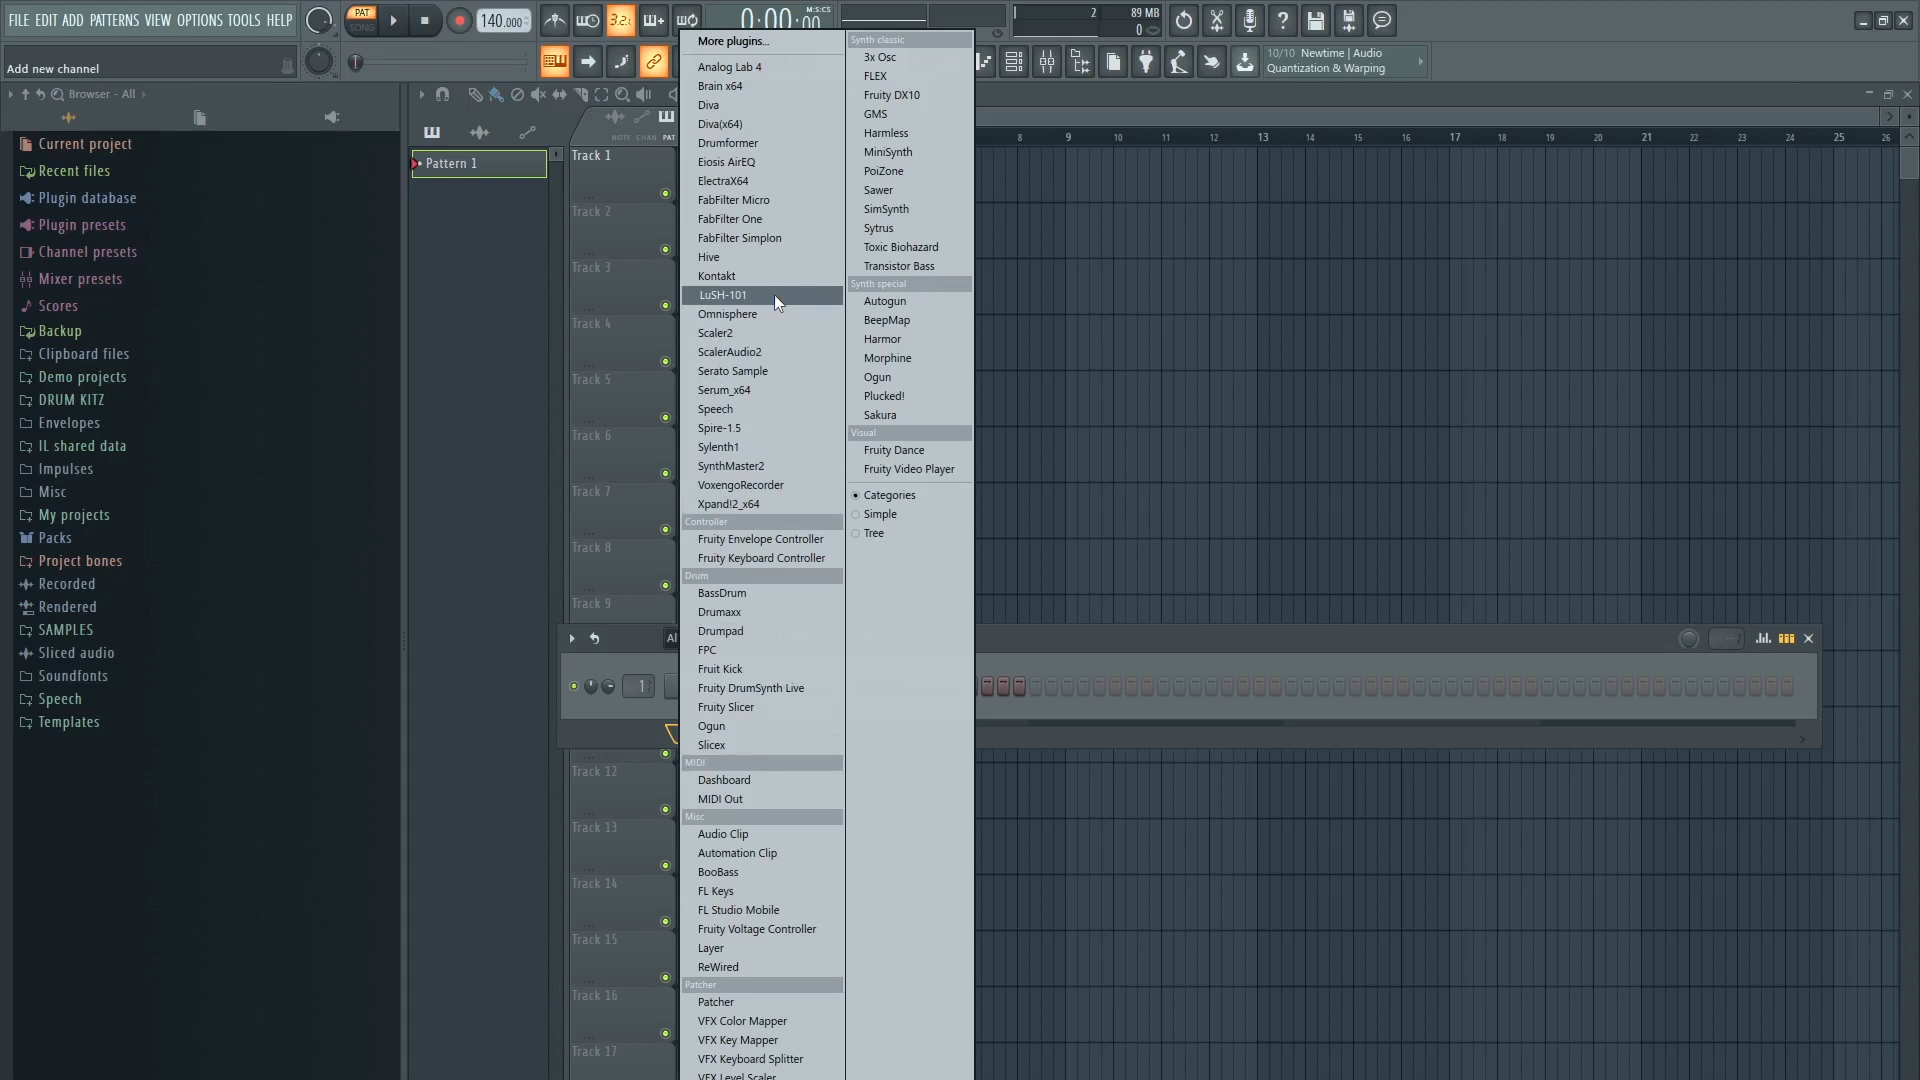 FILE EDIT ADD PATTERNS VIEW OPTIONS TOOLS HELP
PAT
SONG
140.000
3.2.
0:00:00
M:S:CS
2
89 MB
0
Add new channel
10/10 Newtime | Audio
Quantization & Warping
Browser - All
Current project
Recent files
Plugin database
Plugin presets
Channel presets
Mixer presets
Scores
Backup
Clipboard files
Demo projects
DRUM KITZ
Envelopes
IL shared data
Impulses
Misc
My projects
Packs
Project bones
Recorded
Rendered
SAMPLES
Sliced audio
Soundfonts
Speech
Templates
Pattern 1
NOTE CHAN PAT
Track 1
Track 2
Track 3
Track 4
Track 5
Track 6
Track 7
Track 8
Track 9
Track 12
Track 13
Track 14
Track 15
Track 16
Track 17
More plugins...
Analog Lab 4
Brain x64
Diva
Diva(x64)
Drumformer
Eiosis AirEQ
ElectraX64
FabFilter Micro
FabFilter One
FabFilter Simplon
Hive
Kontakt
LuSH-101
Omnisphere
Scaler2
ScalerAudio2
Serato Sample
Serum_x64
Speech
Spire-1.5
Sylenth1
SynthMaster2
VoxengoRecorder
Xpand!2_x64
Controller
Fruity Envelope Controller
Fruity Keyboard Controller
Drum
BassDrum
Drumaxx
Drumpad
FPC
Fruit Kick
Fruity DrumSynth Live
Fruity Slicer
Ogun
Slicex
MIDI
Dashboard
MIDI Out
Misc
Audio Clip
Automation Clip
BooBass
FL Keys
FL Studio Mobile
Fruity Voltage Controller
Layer
ReWired
Patcher
Patcher
VFX Color Mapper
VFX Key Mapper
VFX Keyboard Splitter
VFX Level Scaler
Synth classic
3x Osc
FLEX
Fruity DX10
GMS
Harmless
MiniSynth
PoiZone
Sawer
SimSynth
Sytrus
Toxic Biohazard
Transistor Bass
Synth special
Autogun
BeepMap
Harmor
Morphine
Ogun
Plucked!
Sakura
Visual
Fruity Dance
Fruity Video Player
Categories
Simple
Tree
8 9 10 11 12 13 14 15 16 17 18 19 20 21 22 23 24 25 26
Al
1